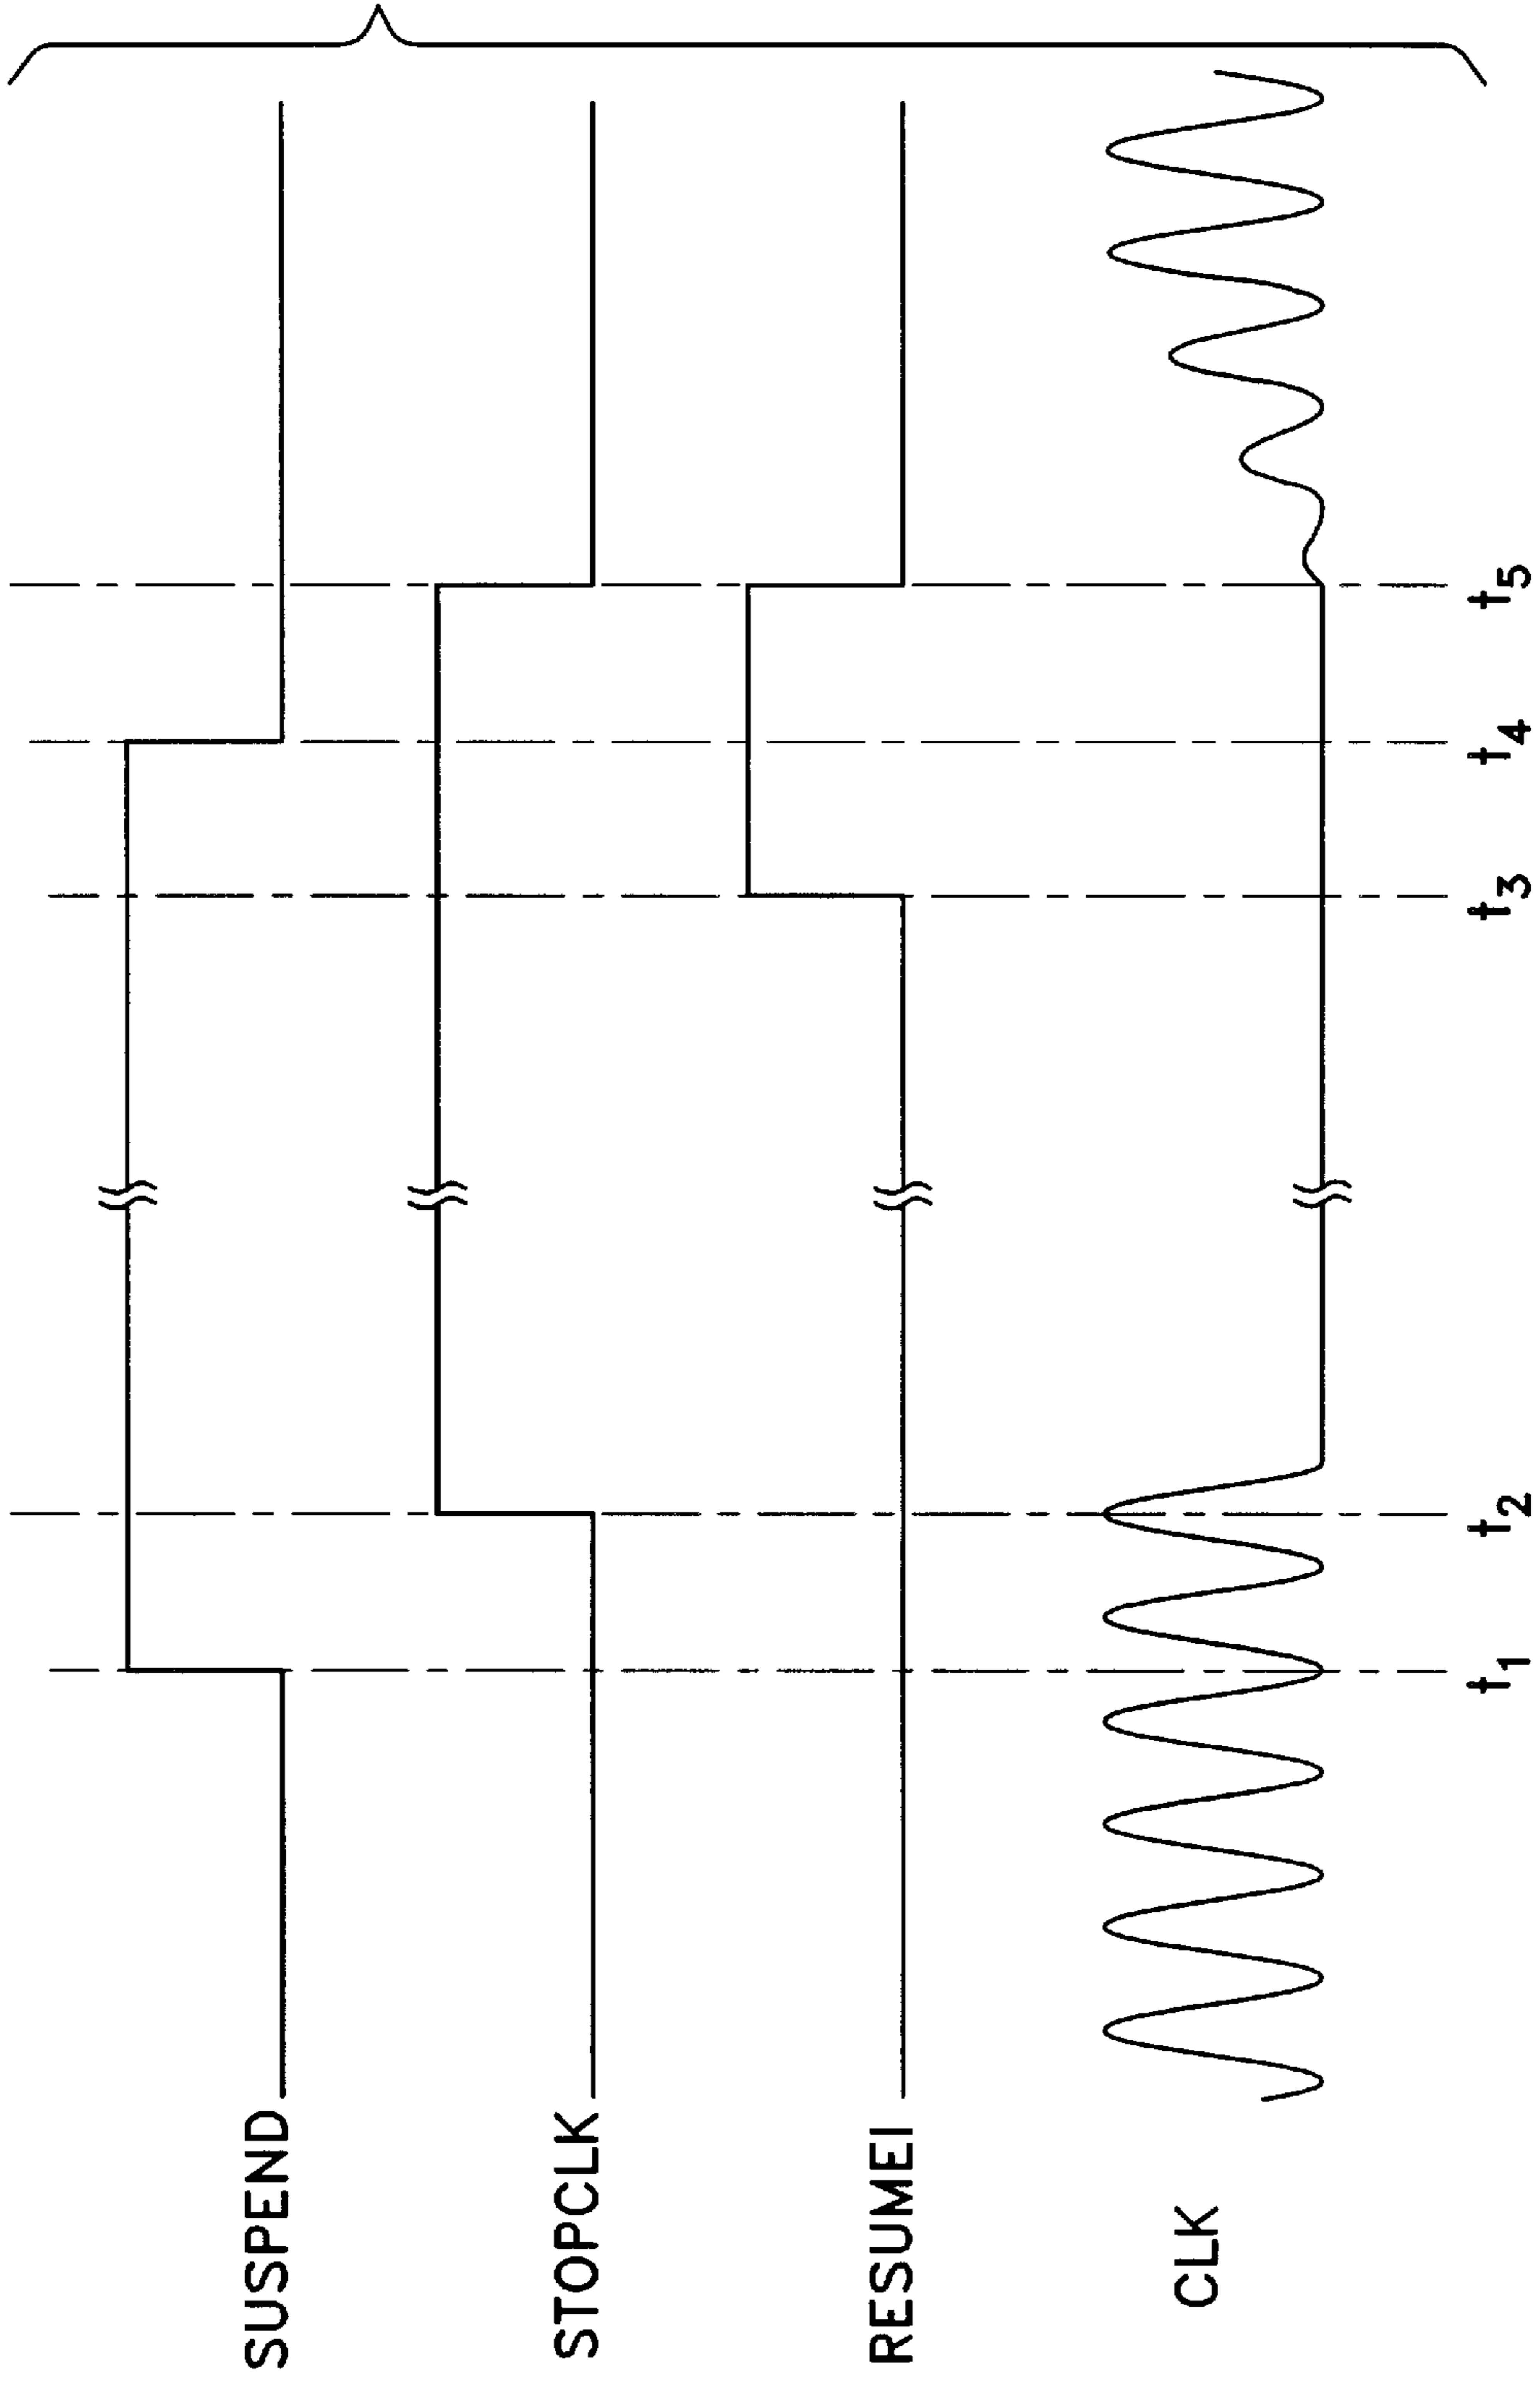 SUSPEND
STOPCLK
RESUMEI
CLK
t1 t2 t3 t4 t5